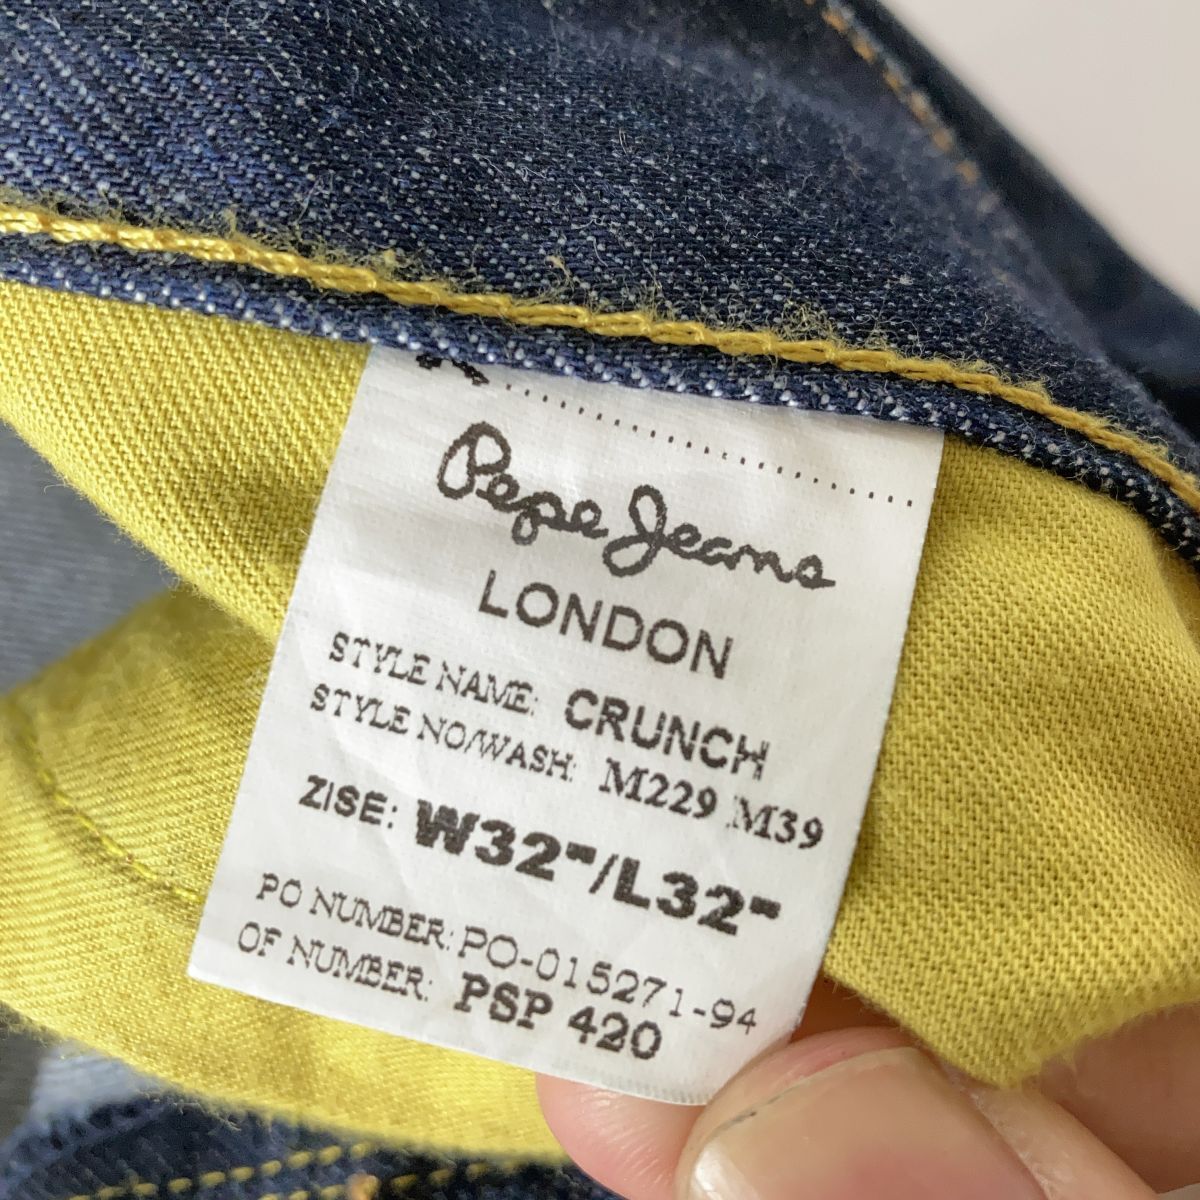 Pepe Jeans
LONDON
STYLE NAME: CRUNCH
STYLE NO/WASH: M229 M39
ZISE: W32"/L32"
PO NUMBER: PO-015271-94
OF NUMBER: PSP 420